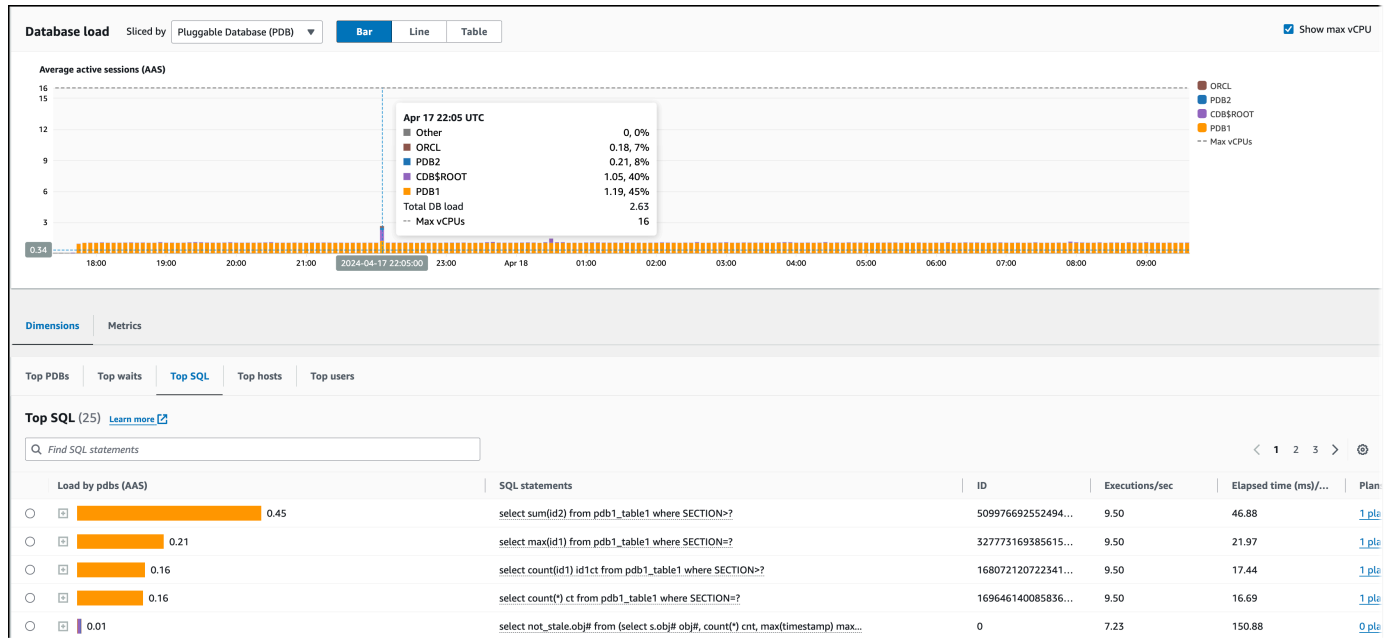 Database load Sliced by Pluggable Database (PDB) Bar Line Table Show max vCPU
Average active sessions (AAS)
16
15
12
9
6
3
0.34
ORCL
PDB2
CDB$ROOT
PDB1
Max vCPUs
Apr 17 22:05 UTC
Other 0, 0%
ORCL 0.18, 7%
PDB2 0.21, 8%
CDB$ROOT 1.05, 40%
PDB1 1.19, 45%
Total DB load 2.63
Max vCPUs 16
18:00 19:00 20:00 21:00 2024-04-17 22:05:00 23:00 Apr 18 01:00 02:00 03:00 04:00 05:00 06:00 07:00 08:00 09:00
Dimensions Metrics
Top PDBs Top waits Top SQL Top hosts Top users
Top SQL (25) Learn more
Find SQL statements 1 2 3
Load by pdbs (AAS) SQL statements ID Executions/sec Elapsed time (ms)/... Plan
0.45 select sum(id2) from pdb1_table1 where SECTION>? 509976692552494... 9.50 46.88 1 pla
0.21 select max(id1) from pdb1_table1 where SECTION=? 327773169385615... 9.50 21.97 1 pla
0.16 select count(id1) id1ct from pdb1_table1 where SECTION>? 168072120722341... 9.50 17.44 1 pla
0.16 select count(*) ct from pdb1_table1 where SECTION=? 169646140085836... 9.50 16.69 1 pla
0.01 select not_stale.obj# from (select s.obj# obj#, count(*) cnt, max(timestamp) max... 0 7.23 150.88 0 pla